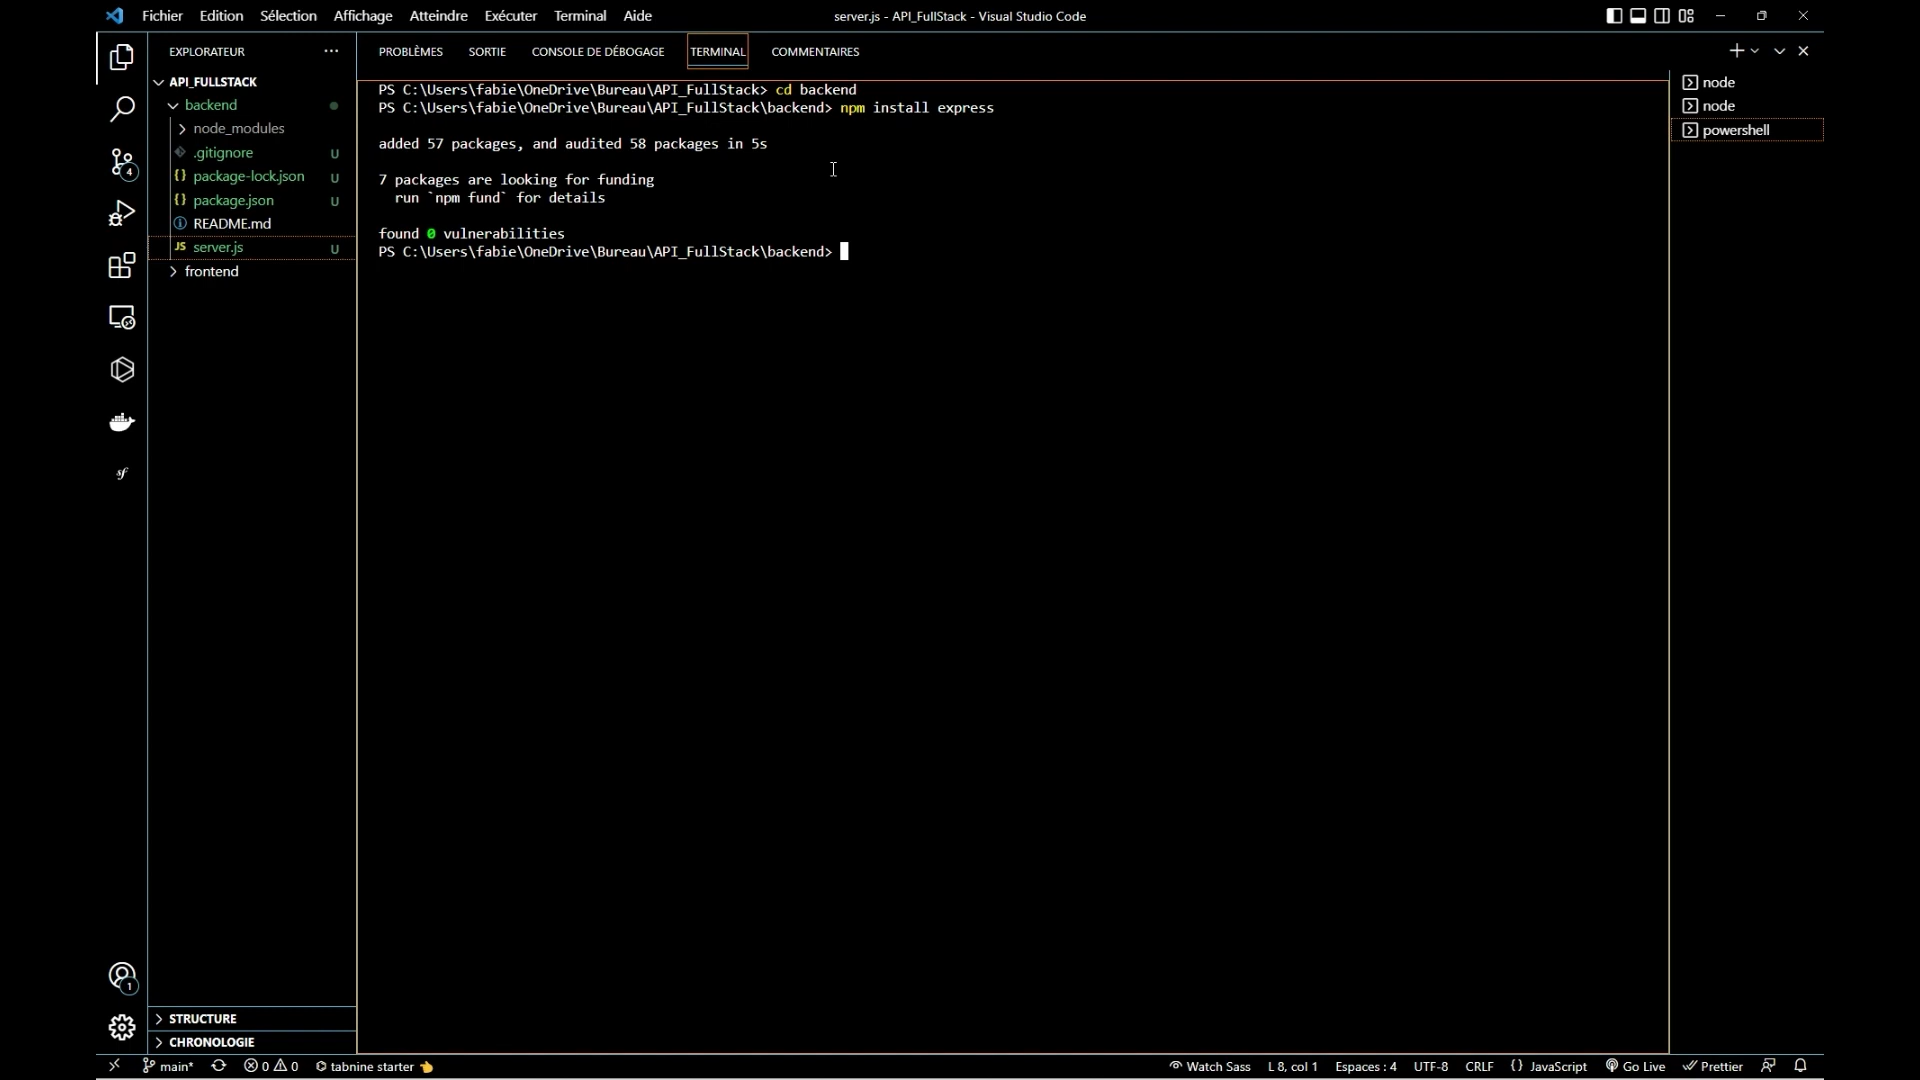 Fichier Edition Sélection Affichage Atteindre Exécuter Terminal Aide
server.js - API_FullStack - Visual Studio Code
EXPLORATEUR
API_FULLSTACK
backend
node_modules
.gitignore U
package-lock.json U
package.json U
README.md
server.js U
frontend
STRUCTURE
CHRONOLOGIE
4
sf
1
PROBLÈMES SORTIE CONSOLE DE DÉBOGAGE TERMINAL COMMENTAIRES
PS C:\Users\fabie\OneDrive\Bureau\API_FullStack> cd backend
PS C:\Users\fabie\OneDrive\Bureau\API_FullStack\backend> npm install express
added 57 packages, and audited 58 packages in 5s
7 packages are looking for funding
run `npm fund` for details
found 0 vulnerabilities
PS C:\Users\fabie\OneDrive\Bureau\API_FullStack\backend>
node
node
powershell
main* 0 0 tabnine starter Watch Sass L 8, col 1 Espaces : 4 UTF-8 CRLF {} JavaScript Go Live Prettier